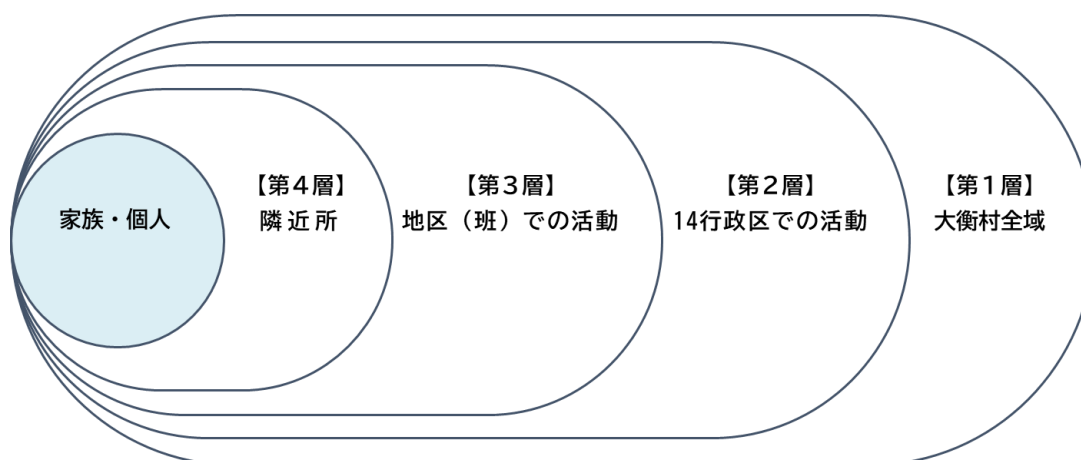 家族・個人
【第４層】
隣近所
【第３層】
地区（班）での活動
【第２層】
14行政区での活動
【第１層】
大衡村全域